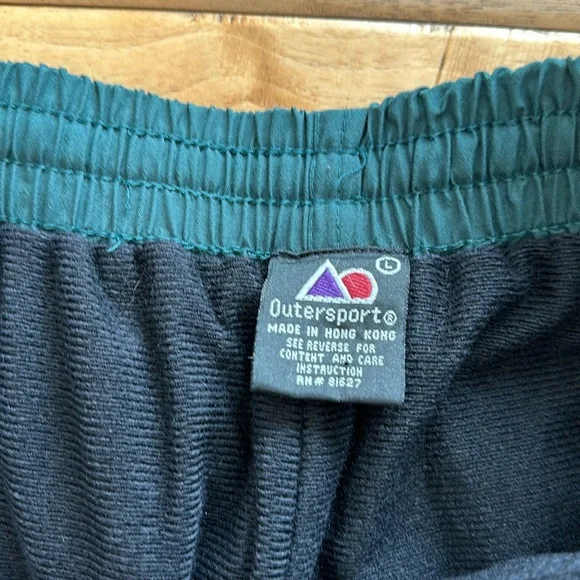 L
Outersport®
MADE IN HONG KONG
SEE REVERSE FOR
CONTENT AND CARE
INSTRUCTION
RN# 81627